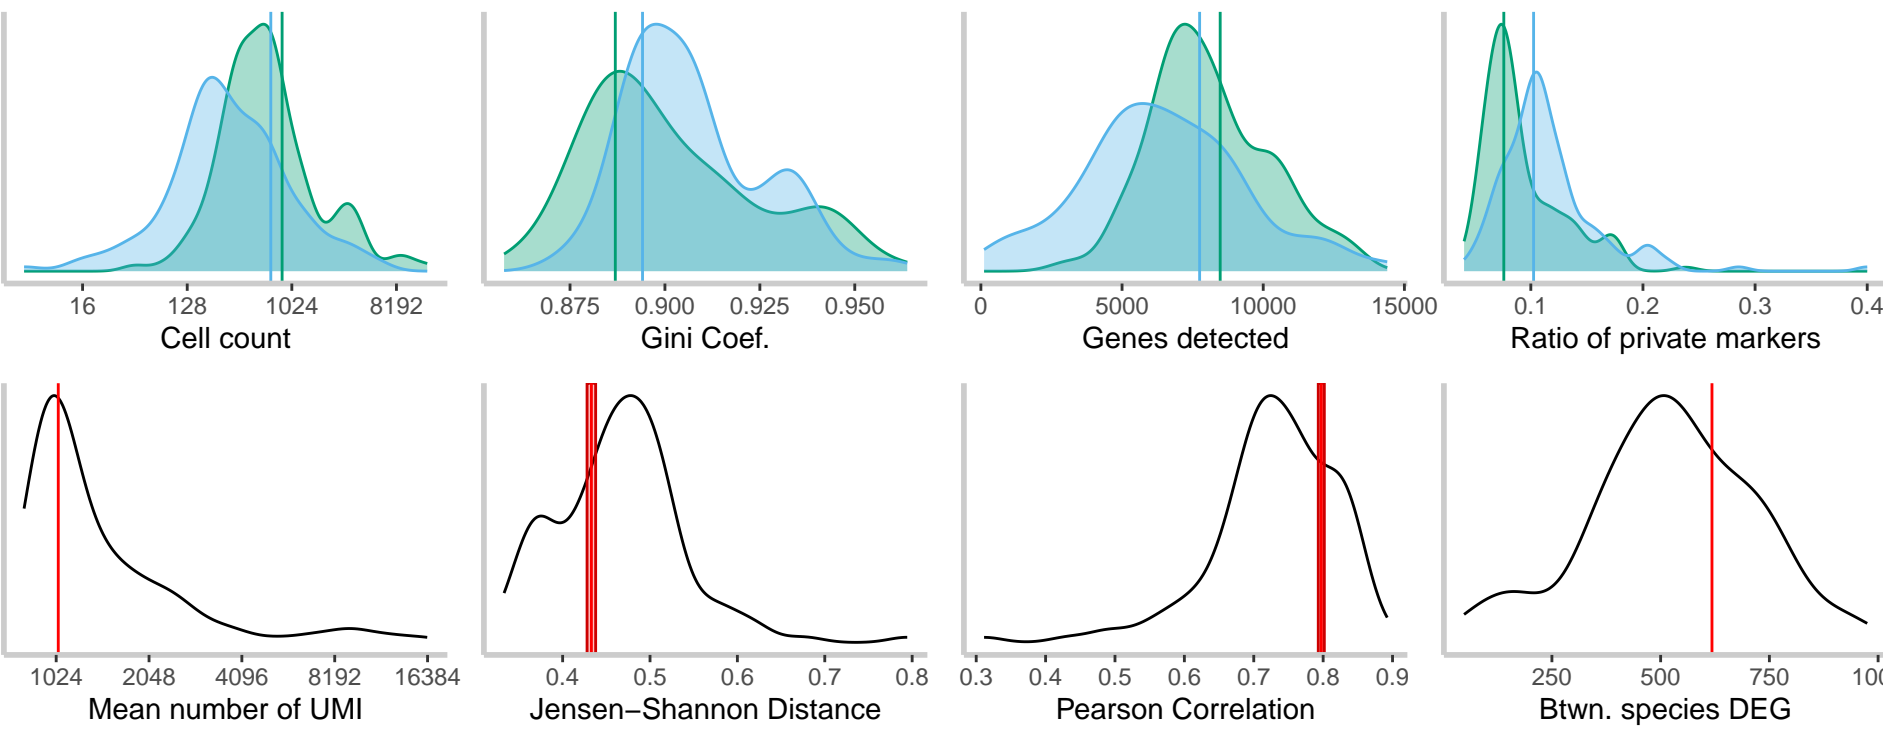 16 128 1024 8192
Cell count
0.875 0.900 0.925 0.950
Gini Coef.
0 5000 10000 15000
Genes detected
0.1 0.2 0.3 0.4
Ratio of private markers
1024 2048 4096 8192 16384
Mean number of UMI
0.4 0.5 0.6 0.7 0.8
Jensen−Shannon Distance
0.3 0.4 0.5 0.6 0.7 0.8 0.9
Pearson Correlation
250 500 750 100
Btwn. species DEG